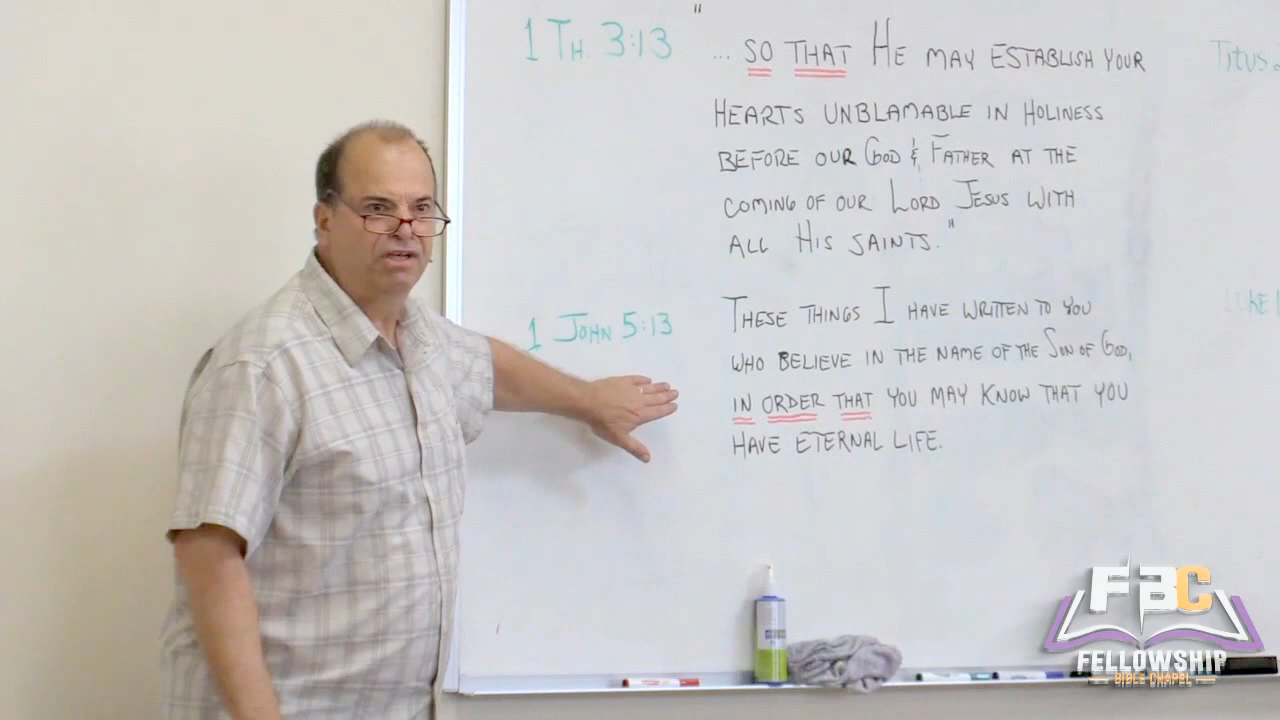 "
1 TH. 3:13
... SO THAT HE MAY ESTABLISH YOUR
HEARTS UNBLAMABLE IN HOLINESS
BEFORE OUR GOD & FATHER AT THE
COMING OF OUR LORD JESUS WITH
ALL HIS SAINTS."
1 JOHN 5:13
THESE THINGS I HAVE WRITTEN TO YOU
WHO BELIEVE IN THE NAME OF THE SON OF GOD,
IN ORDER THAT YOU MAY KNOW THAT YOU
HAVE ETERNAL LIFE.
TITUS
LUKE
FBC
FELLOWSHIP
BIBLE CHAPEL